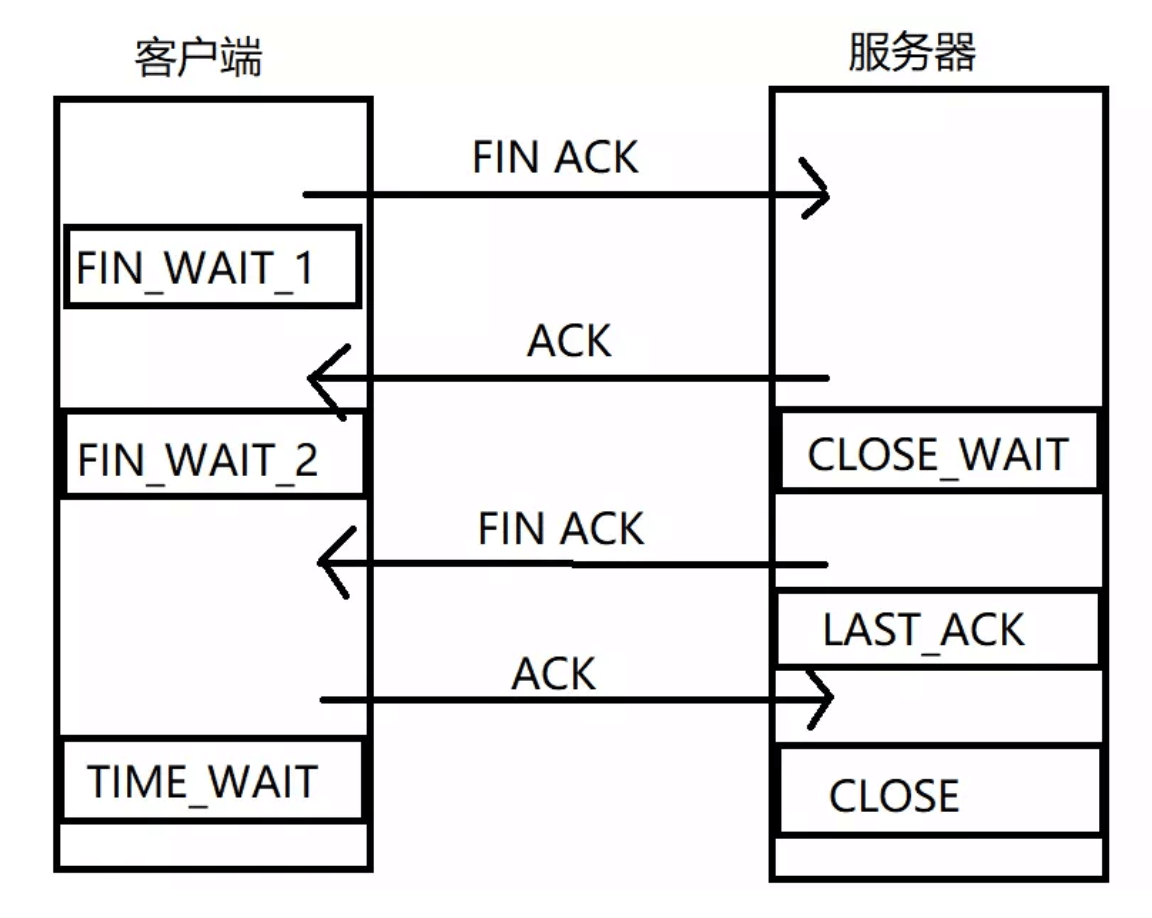 客户端
服务器
FIN ACK
FIN_WAIT_1
ACK
FIN_WAIT_2
CLOSE_WAIT
FIN ACK
LAST_ACK
ACK
TIME_WAIT
CLOSE